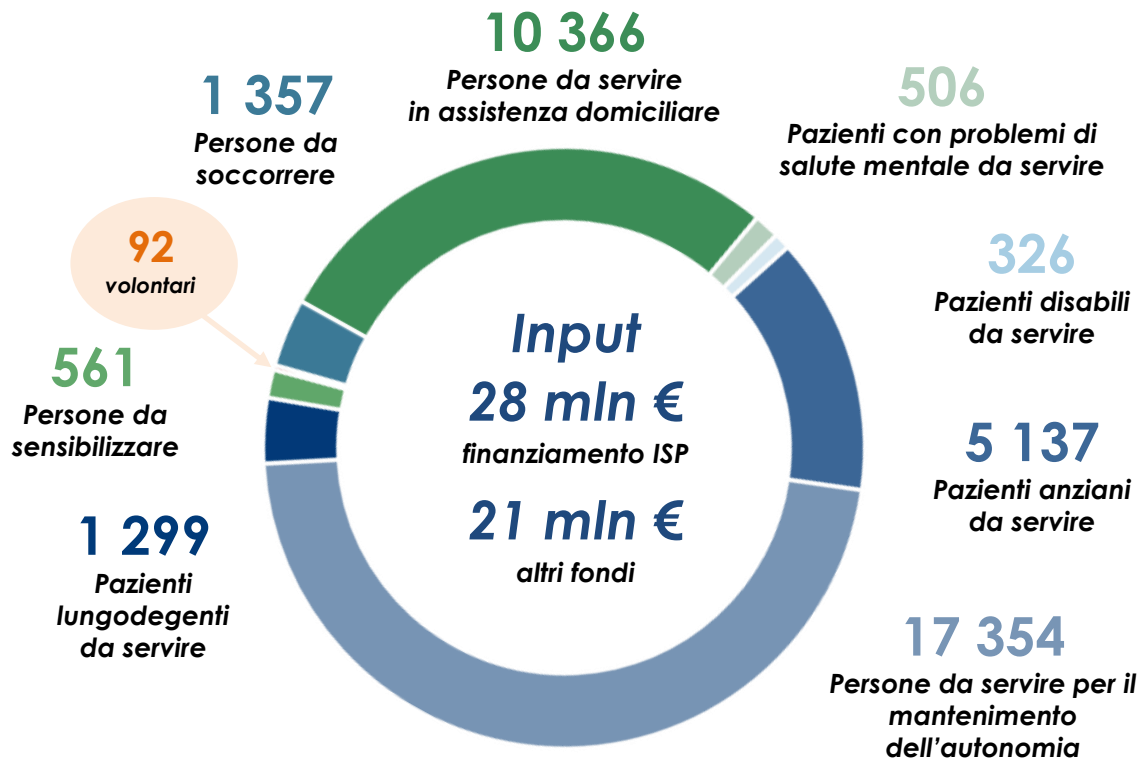 10 366
Persone da servire
in assistenza domiciliare
506
Pazienti con problemi di
salute mentale da servire
326
Pazienti disabili
da servire
5 137
Pazienti anziani
da servire
17 354
Persone da servire per il
mantenimento
dell'autonomia
1 299
Pazienti
lungodegenti
da servire
561
Persone da
sensibilizzare
92
volontari
1 357
Persone da
soccorrere
Input
28 mln €
finanziamento ISP
21 mln €
altri fondi